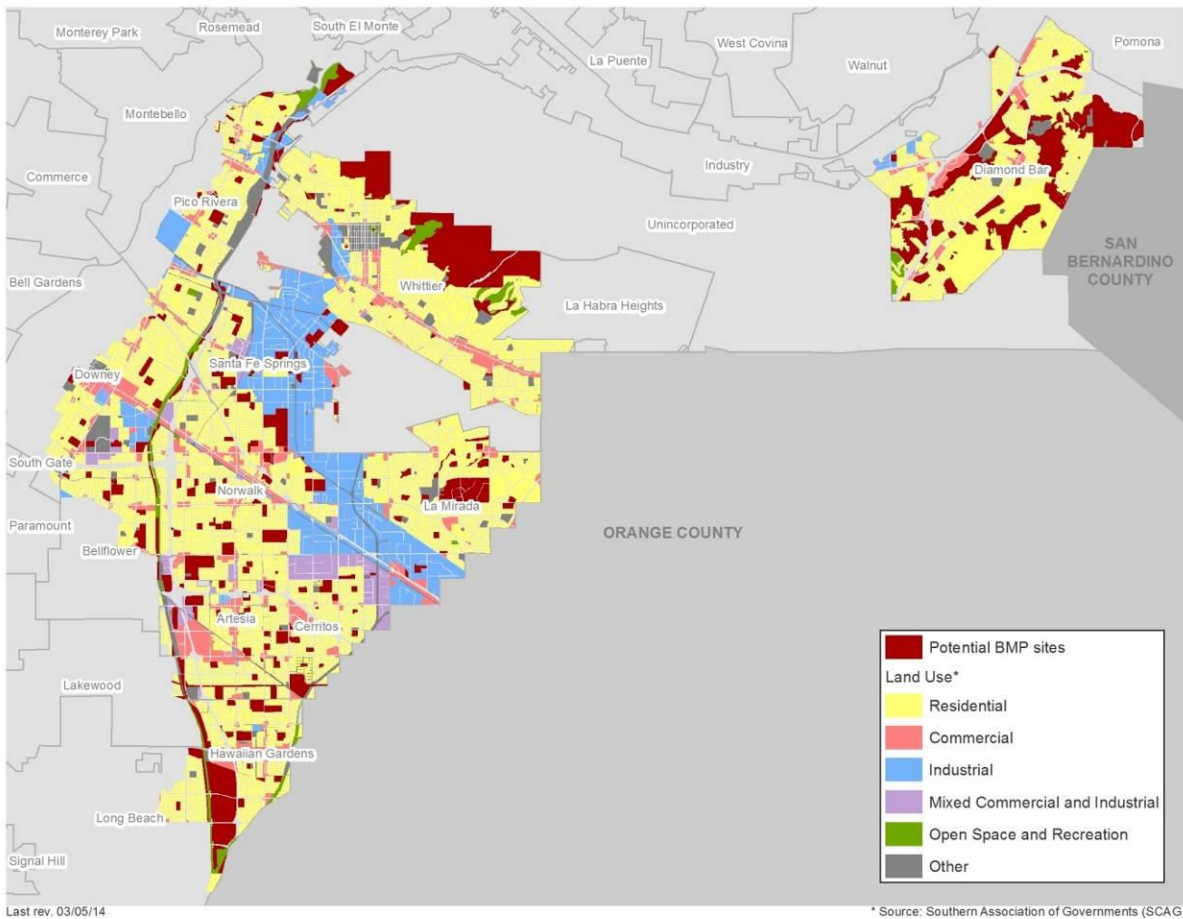 Monterey Park
Rosemead
South El Monte
La Puente
West Covina
Walnut
Pomona
Montebello
Commerce
Industry
Diamond Bar
Pico Rivera
Unincorporated
SAN
BERNARDINO
COUNTY
Bell Gardens
Whittier
La Habra Heights
Santa Fe Springs
Downey
South Gate
Norwalk
La Mirada
Paramount
ORANGE COUNTY
Bellflower
Artesia
Cerritos
Lakewood
Hawaiian Gardens
Long Beach
Signal Hill
Potential BMP sites
Land Use*
Residential
Commercial
Industrial
Mixed Commercial and Industrial
Open Space and Recreation
Other
Last rev. 03/05/14
* Source: Southern Association of Governments (SCAG